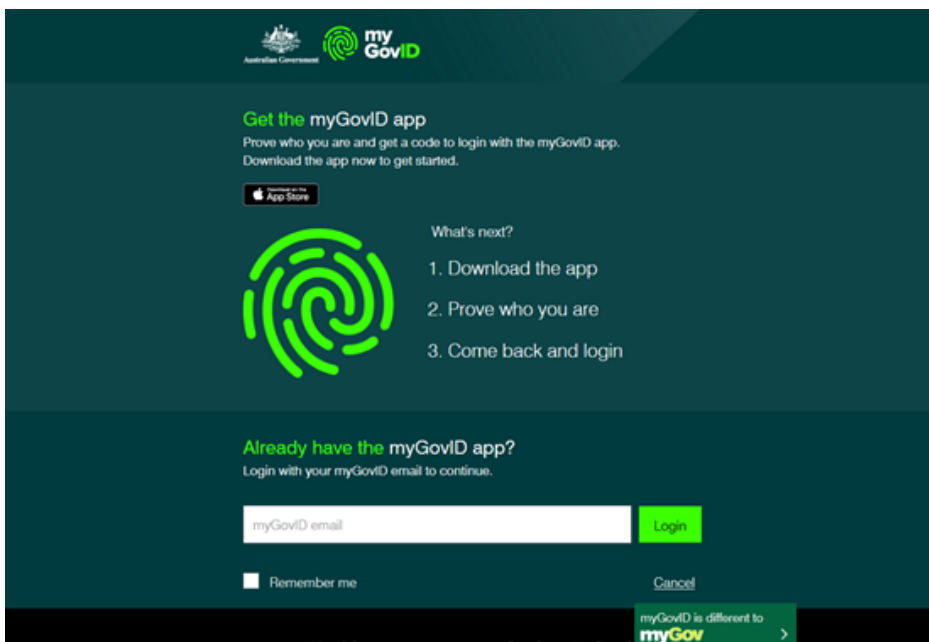 Australian Government
my
GovID
Get the myGovID app
Prove who you are and get a code to login with the myGovID app.
Download the app now to get started.
Download on the
App Store
What's next?
1. Download the app
2. Prove who you are
3. Come back and login
Already have the myGovID app?
Login with your myGovID email to continue.
myGovID email
Login
Remember me
Cancel
myGovID is different to
myGov